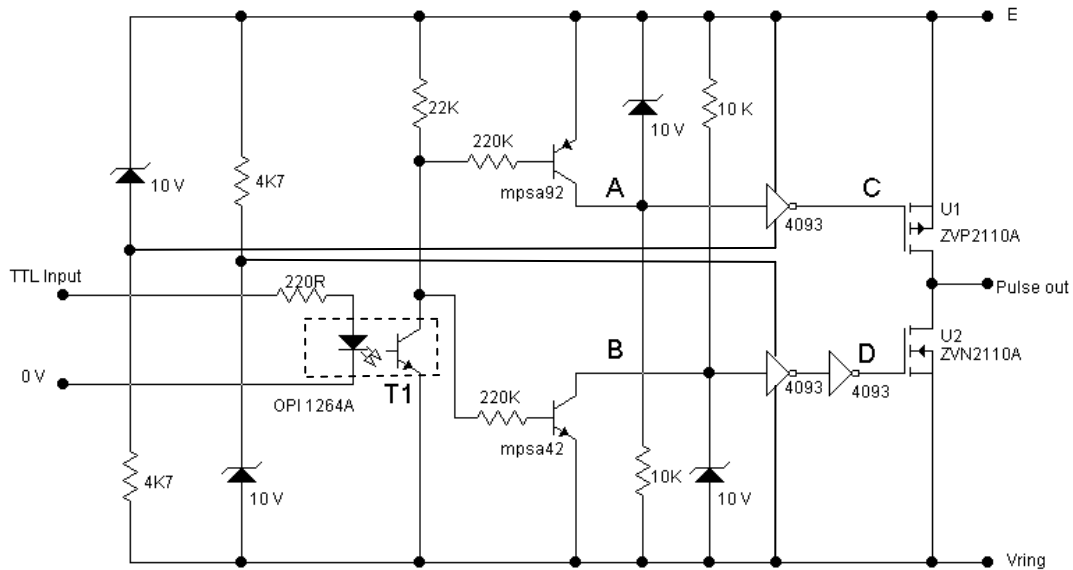 E
22K
10 V
10 K
220K
10 V
4K7
mpsa92
A
C
U1
4093
ZVP2110A
TTL Input
220R
Pulse out
U2
ZVN2110A
B
D
0 V
4093
4093
OPI 1264A
T1
220K
mpsa42
4K7
10 V
10K
10 V
Vring